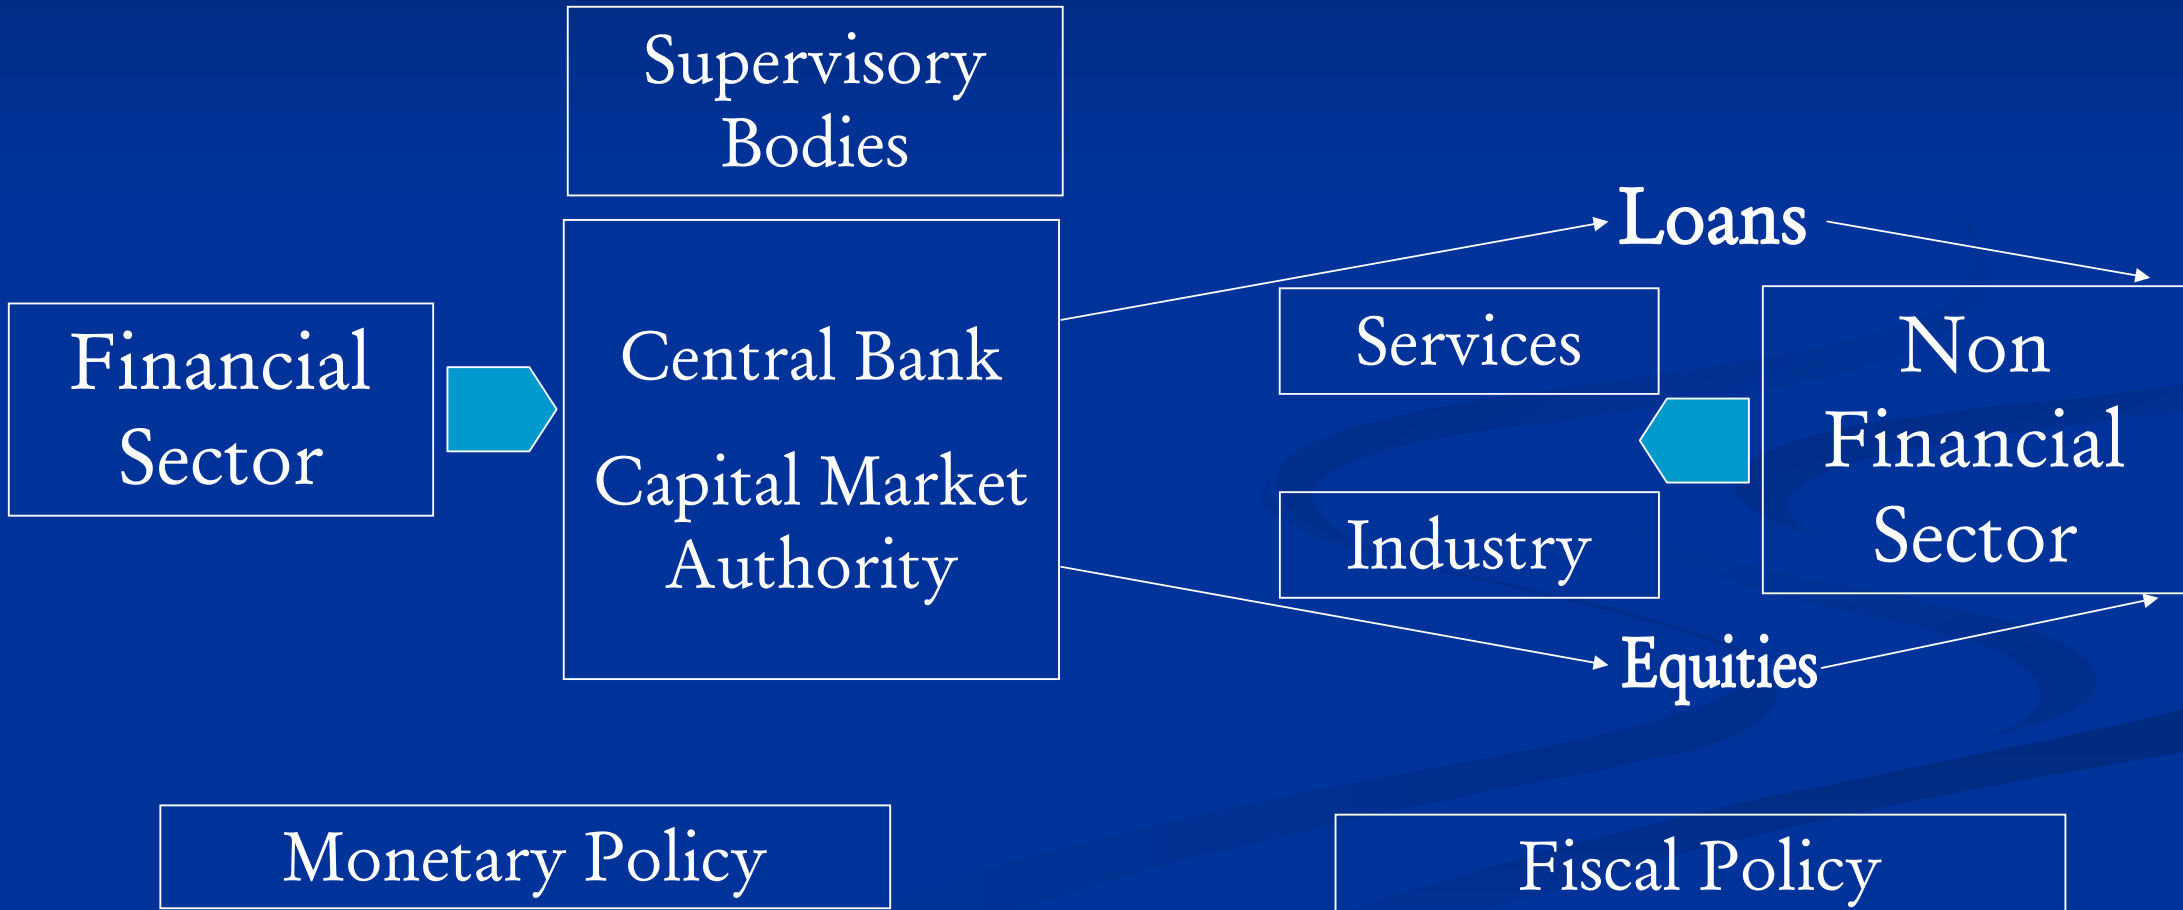 Supervisory
Bodies
Financial
Sector
Central Bank
Capital Market
Authority
Loans
Services
Industry
Equities
Non
Financial
Sector
Monetary Policy
Fiscal Policy